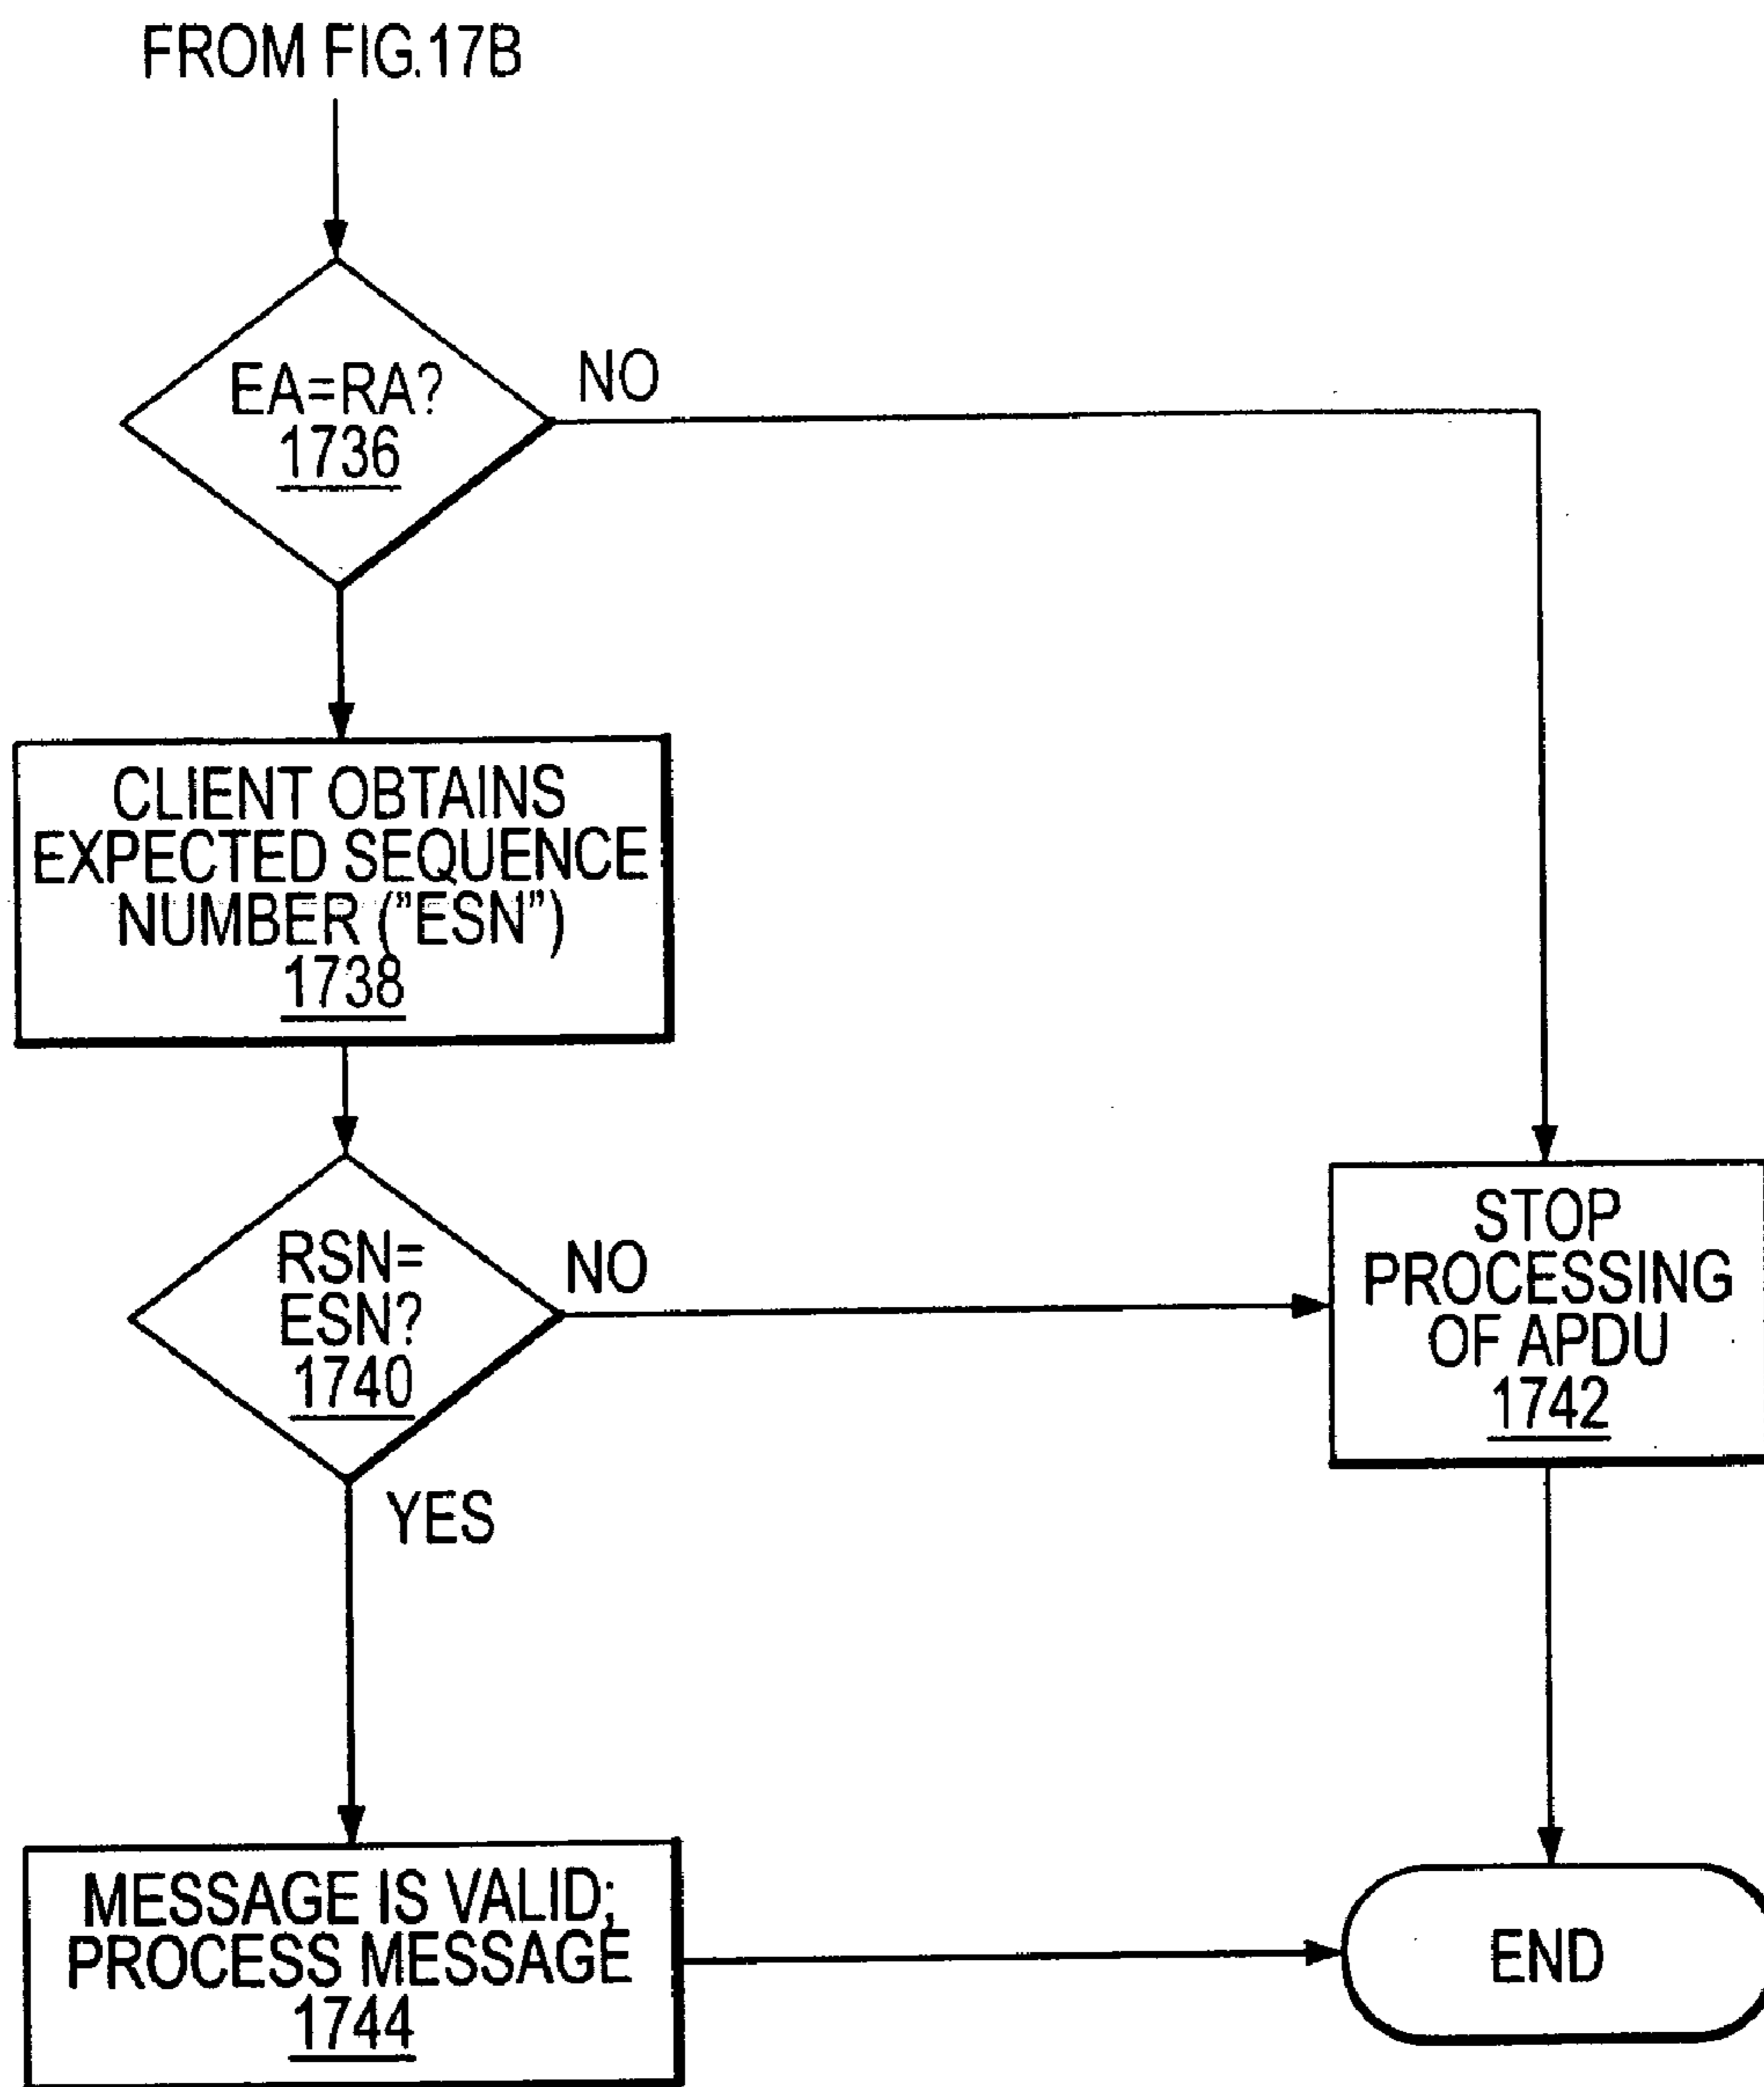 FROM FIG.17B
EA=RA?
1736
NO
CLIENT OBTAINS
EXPECTED SEQUENCE
NUMBER ("ESN")
1738
RSN=
ESN?
1740
NO
YES
STOP
PROCESSING
OF APDU
1742
MESSAGE IS VALID;
PROCESS MESSAGE
1744
END